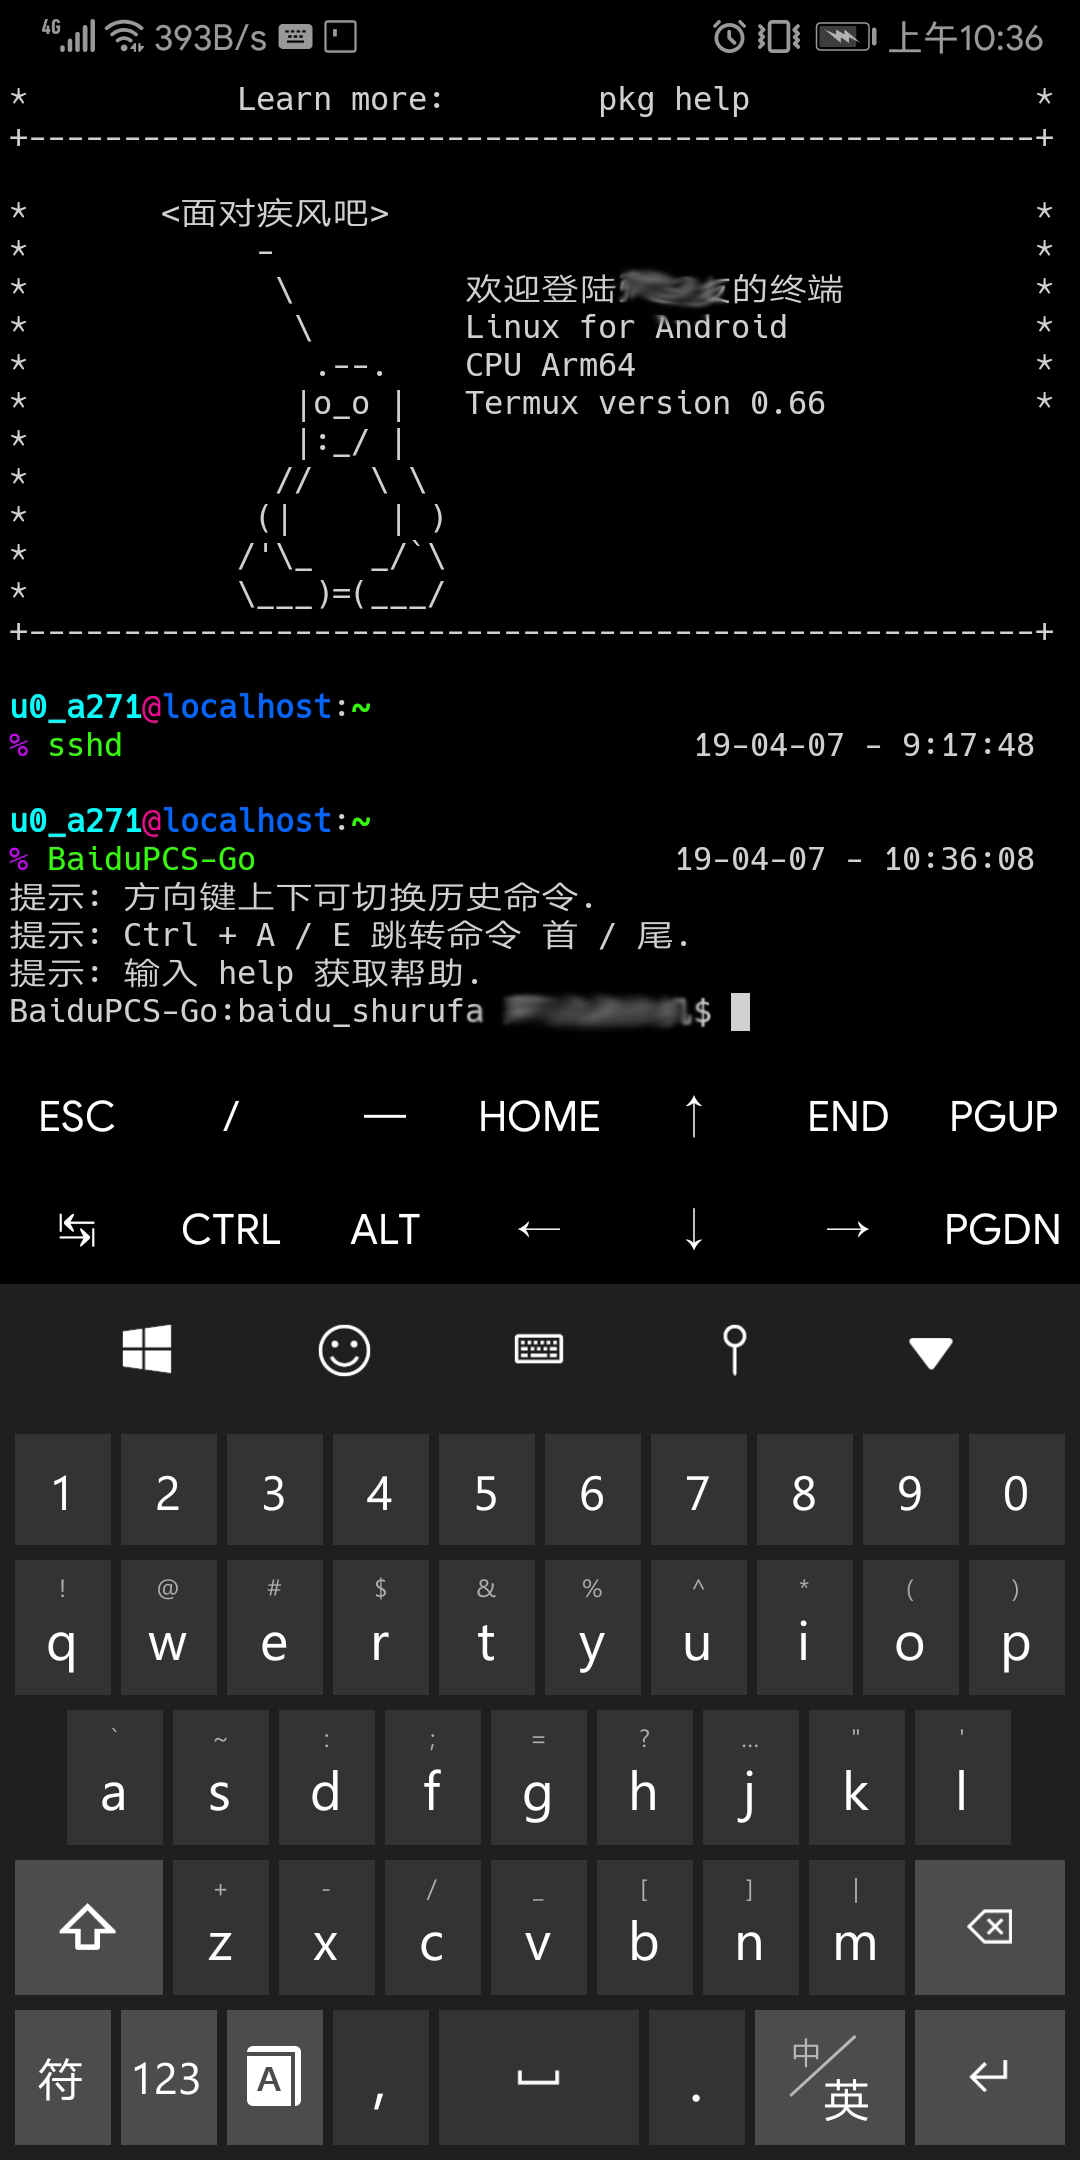 4G 393B/s 上午10:36
* Learn more: pkg help *
+-----------------------------------------------------+
* <面对疾风吧> *
* - *
* \ 欢迎登陆 的终端 *
* \ Linux for Android *
* .--. CPU Arm64 *
* |o_o | Termux version 0.66 *
* |:_/ |
* // \ \
* (| | )
* /'\_ _/`\
* \___)=(___/
+-----------------------------------------------------+
u0_a271@localhost:~
% sshd 19-04-07 - 9:17:48
u0_a271@localhost:~
% BaiduPCS-Go 19-04-07 - 10:36:08
提示: 方向键上下可切换历史命令.
提示: Ctrl + A / E 跳转命令 首 / 尾.
提示: 输入 help 获取帮助.
BaiduPCS-Go:baidu_shurufa $
ESC / — HOME ↑ END PGUP
↹ CTRL ALT ← ↓ → PGDN
1 2 3 4 5 6 7 8 9 0
! @ # $ & % ^ * ( )
q w e r t y u i o p
` ~ : ; = ? ... " '
a s d f g h j k l
+ - / _ [ ] |
z x c v b n m
符 123 A , . 中/英